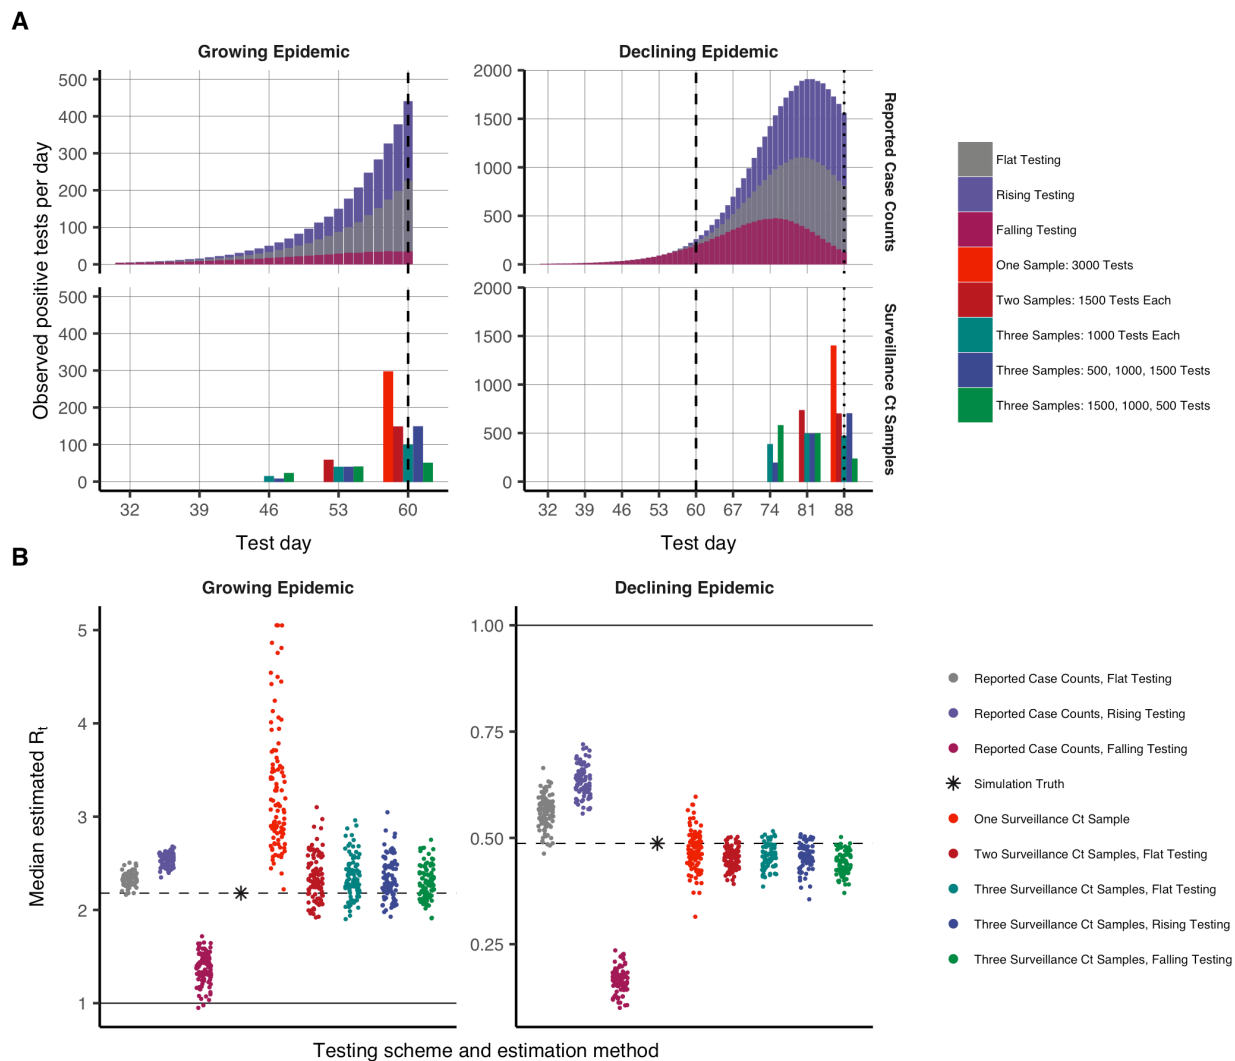 A
Growing Epidemic
Declining Epidemic
500
400
300
200
100
0
2000
1500
1000
500
0
Reported Case Counts
500
400
300
200
100
0
2000
1500
1000
500
0
Surveillance Ct Samples
Observed positive tests per day
32 39 46 53 60
32 39 46 53 60 67 74 81 88
Test day
Test day
Flat Testing
Rising Testing
Falling Testing
One Sample: 3000 Tests
Two Samples: 1500 Tests Each
Three Samples: 1000 Tests Each
Three Samples: 500, 1000, 1500 Tests
Three Samples: 1500, 1000, 500 Tests
B
Growing Epidemic
Declining Epidemic
5
4
3
2
1
1.00
0.75
0.50
0.25
Median estimated Rt
Testing scheme and estimation method
Reported Case Counts, Flat Testing
Reported Case Counts, Rising Testing
Reported Case Counts, Falling Testing
Simulation Truth
One Surveillance Ct Sample
Two Surveillance Ct Samples, Flat Testing
Three Surveillance Ct Samples, Flat Testing
Three Surveillance Ct Samples, Rising Testing
Three Surveillance Ct Samples, Falling Testing